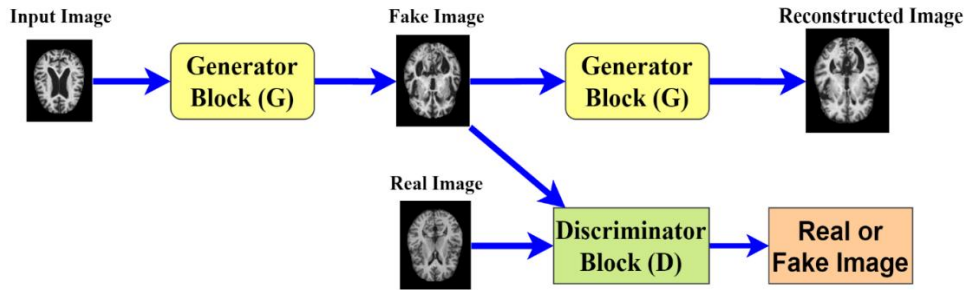 Input Image
Fake Image
Reconstructed Image
Generator
Block (G)
Generator
Block (G)
Real Image
Discriminator
Block (D)
Real or
Fake Image